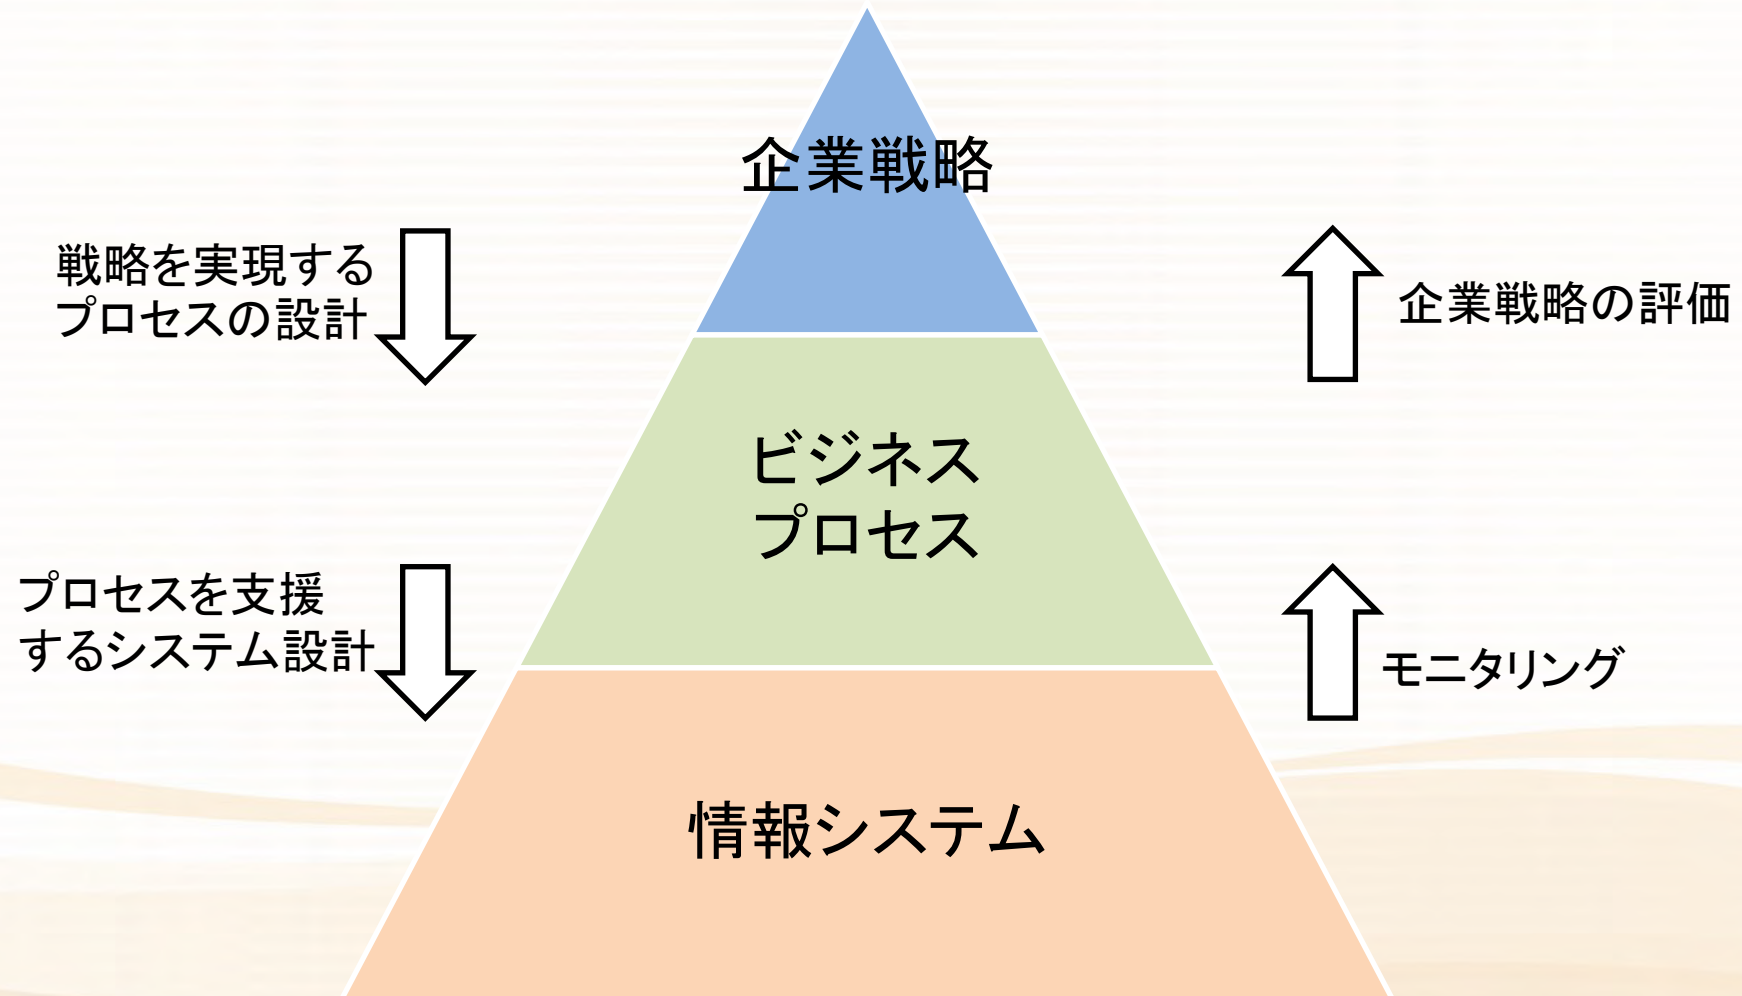 企業戦略
戦略を実現する
プロセスの設計
企業戦略の評価
ビジネス
プロセス
プロセスを支援
するシステム設計
モニタリング
情報システム